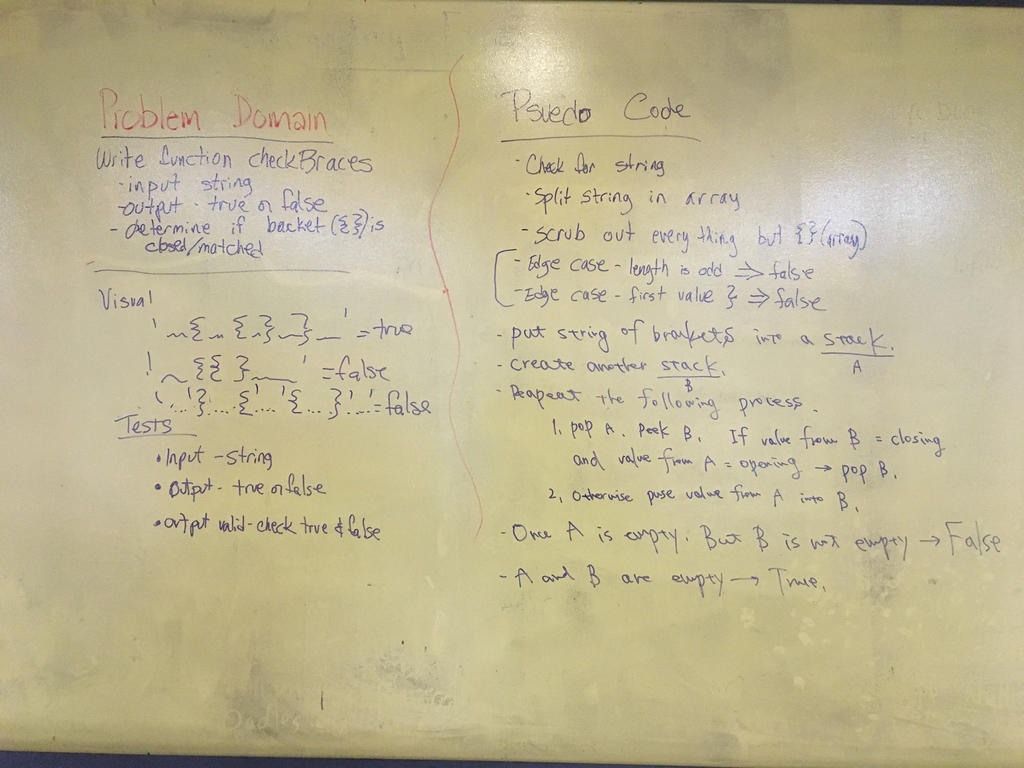 Problem Domain
Write function checkBraces
- input string
- output - true or false
- determine if backet ({}) is
closed/matched
Visual
' ~~{ ~ { ~ } ~ } __ ' = true
' ~ {{ } ____ ' = false
' ... } ... { ... ' ' { ... } ... ' = false
Tests
• Input - String
• Output - true or false
• output valid - check true & false
Psuedo Code
- Check for string
- Split string in array
- scrub out every thing but {} (array)
- Edge case - length is odd => false
- Edge case - first value } => false
- put string of brackets into a stack.
A
- create another stack.
B
- Reapeat the following process.
1. pop A. Peek B. If value from B = closing
and value from A = opening → pop B.
2. Otherwise puse value from A into B.
- Once A is empty. But B is not empty → False
- A and B are empty → True.